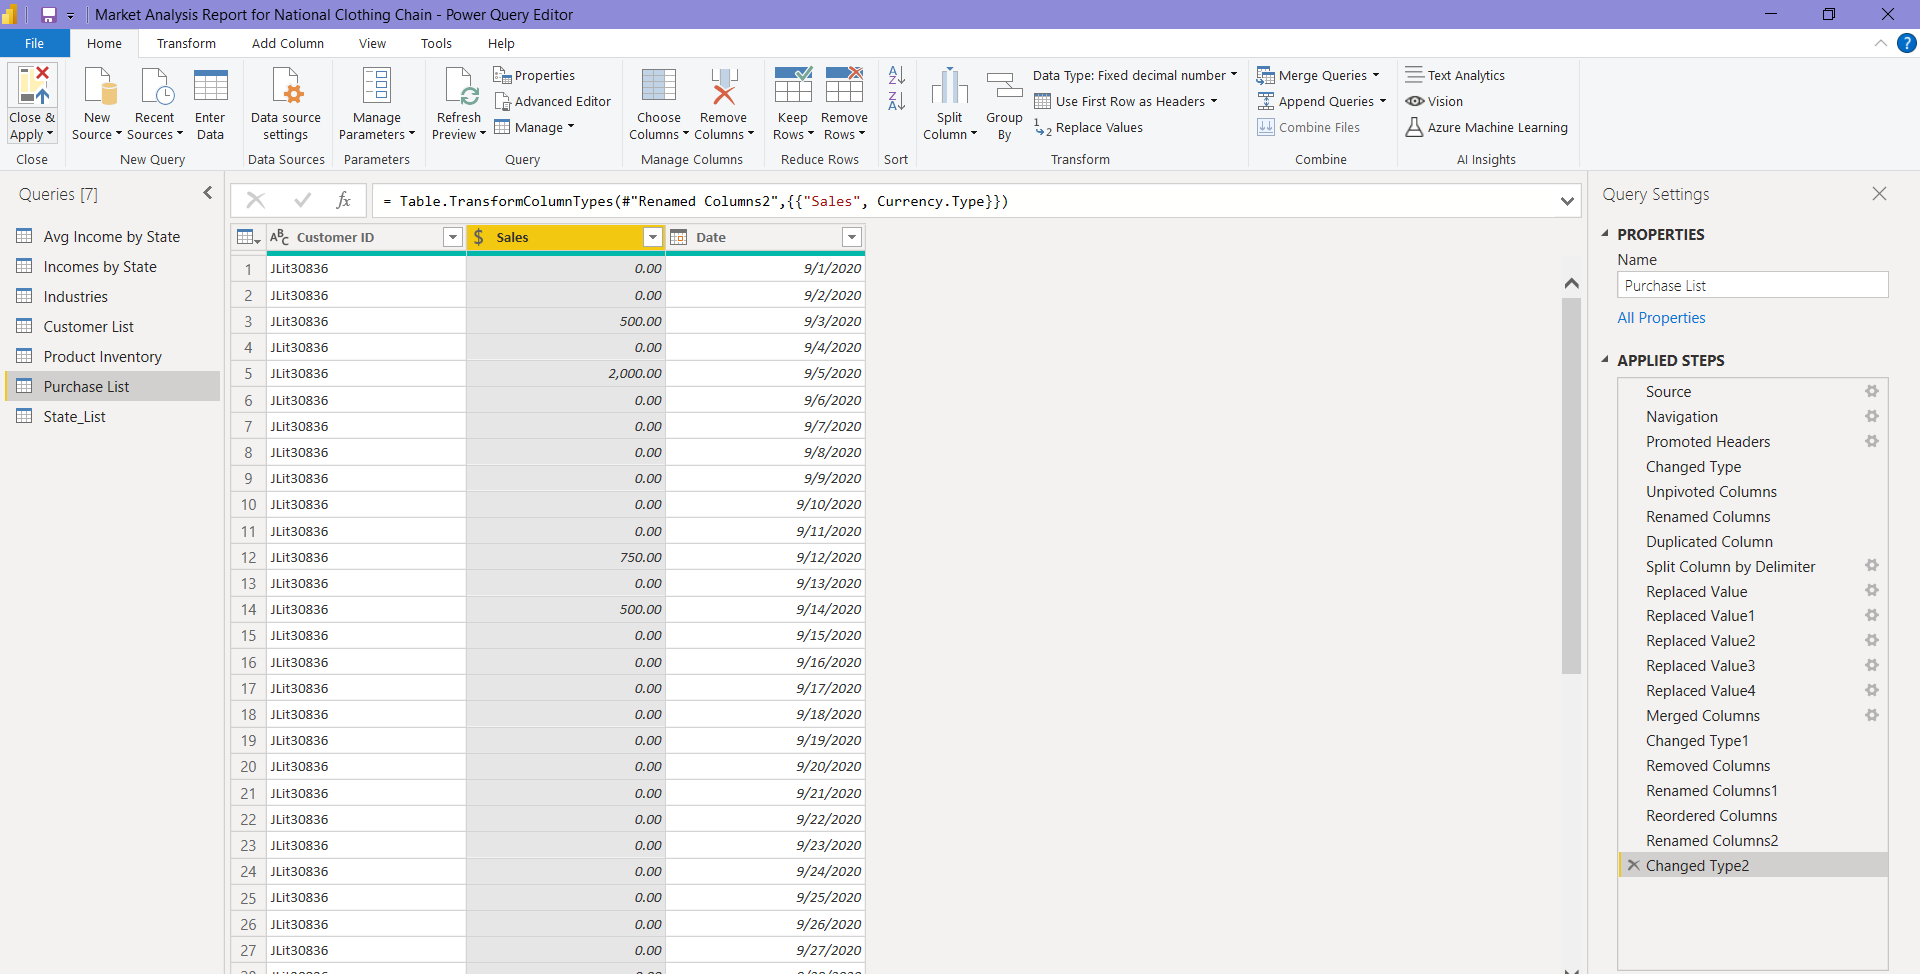 Market Analysis Report for National Clothing Chain - Power Query Editor
File Home Transform Add Column View Tools Help
Close & Apply
New Source
Recent Sources
Enter Data
Data source settings
Manage Parameters
Refresh Preview
Properties
Advanced Editor
Manage
Choose Columns
Remove Columns
Keep Rows
Remove Rows
A Z
Z A
Split Column
Group By
Data Type: Fixed decimal number
Use First Row as Headers
1 2 Replace Values
Merge Queries
Append Queries
Combine Files
Text Analytics
Vision
Azure Machine Learning
Close New Query Data Sources Parameters Query Manage Columns Reduce Rows Sort Transform Combine AI Insights
Queries [7]
Avg Income by State
Incomes by State
Industries
Customer List
Product Inventory
Purchase List
State_List
fx = Table.TransformColumnTypes(#"Renamed Columns2",{{"Sales", Currency.Type}})
ABC Customer ID $ Sales Date
1 JLit30836 0.00 9/1/2020
2 JLit30836 0.00 9/2/2020
3 JLit30836 500.00 9/3/2020
4 JLit30836 0.00 9/4/2020
5 JLit30836 2,000.00 9/5/2020
6 JLit30836 0.00 9/6/2020
7 JLit30836 0.00 9/7/2020
8 JLit30836 0.00 9/8/2020
9 JLit30836 0.00 9/9/2020
10 JLit30836 0.00 9/10/2020
11 JLit30836 0.00 9/11/2020
12 JLit30836 750.00 9/12/2020
13 JLit30836 0.00 9/13/2020
14 JLit30836 500.00 9/14/2020
15 JLit30836 0.00 9/15/2020
16 JLit30836 0.00 9/16/2020
17 JLit30836 0.00 9/17/2020
18 JLit30836 0.00 9/18/2020
19 JLit30836 0.00 9/19/2020
20 JLit30836 0.00 9/20/2020
21 JLit30836 0.00 9/21/2020
22 JLit30836 0.00 9/22/2020
23 JLit30836 0.00 9/23/2020
24 JLit30836 0.00 9/24/2020
25 JLit30836 0.00 9/25/2020
26 JLit30836 0.00 9/26/2020
27 JLit30836 0.00 9/27/2020
Query Settings
PROPERTIES
Name
Purchase List
All Properties
APPLIED STEPS
Source
Navigation
Promoted Headers
Changed Type
Unpivoted Columns
Renamed Columns
Duplicated Column
Split Column by Delimiter
Replaced Value
Replaced Value1
Replaced Value2
Replaced Value3
Replaced Value4
Merged Columns
Changed Type1
Removed Columns
Renamed Columns1
Reordered Columns
Renamed Columns2
Changed Type2